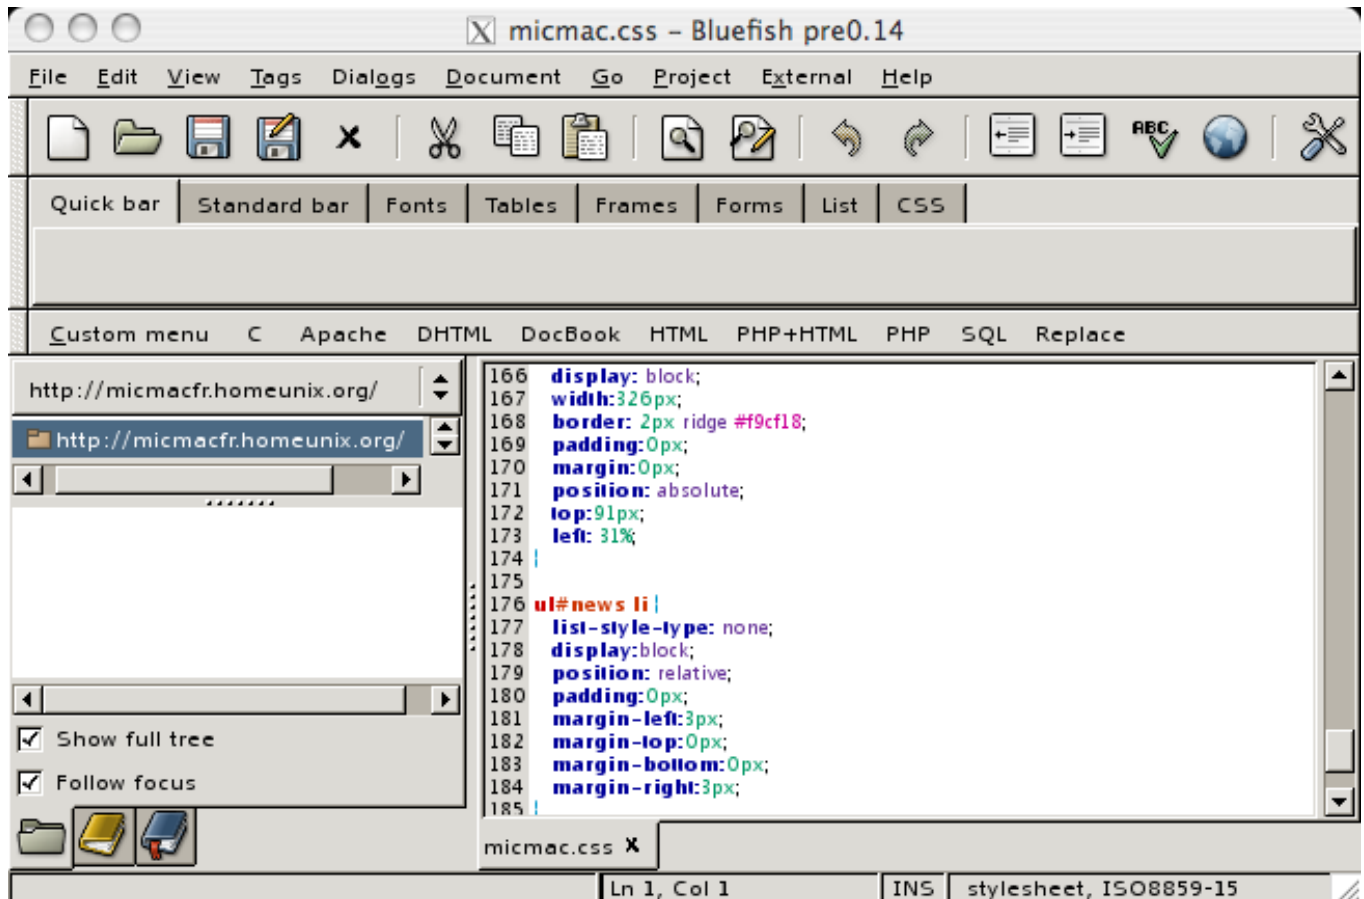 micmac.css – Bluefish pre0.14
File Edit View Tags Dialogs Document Go Project External Help
ABC
Quick bar Standard bar Fonts Tables Frames Forms List CSS
Custom menu C Apache DHTML DocBook HTML PHP+HTML PHP SQL Replace
http://micmacfr.homeunix.org/
http://micmacfr.homeunix.org/
Show full tree
Follow focus
166 display: block;
167 width:326px;
168 border: 2px ridge #f9cf18;
169 padding:0px;
170 margin:0px;
171 position: absolute;
172 top:91px;
173 left: 31%;
174 }
175
176 ul#news li{
177 list-style-type: none;
178 display:block;
179 position: relative;
180 padding:0px;
181 margin-left:3px;
182 margin-top:0px;
183 margin-bottom:0px;
184 margin-right:3px;
185 }
micmac.css x
Ln 1, Col 1 INS stylesheet, ISO8859-15